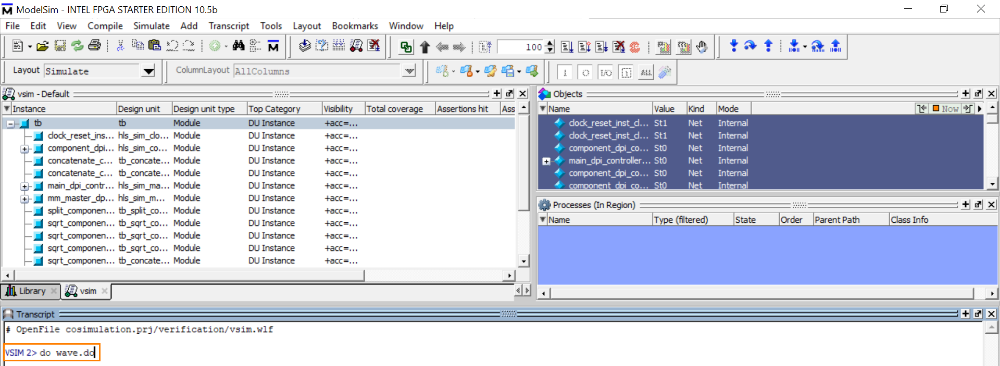 ModelSim - INTEL FPGA STARTER EDITION 10.5b
File Edit View Compile Simulate Add Transcript Tools Layout Bookmarks Window Help
100
Layout Simulate ColumnLayout AllColumns ALL
vsim - Default
Instance Design unit Design unit type Top Category Visibility Total coverage Assertions hit Ass
tb tb Module DU Instance +acc=...
clock_reset_ins... hls_sim_clo... Module DU Instance +acc=...
component_dpi... hls_sim_co... Module DU Instance +acc=...
concatenate_c... tb_concate... Module DU Instance +acc=...
concatenate_c... tb_concate... Module DU Instance +acc=...
main_dpi_contr... hls_sim_ma... Module DU Instance +acc=...
mm_master_dp... hls_sim_m... Module DU Instance +acc=...
split_componen... tb_split_co... Module DU Instance +acc=...
sqrt_componen... tb_sqrt_co... Module DU Instance +acc=...
sqrt_componen... tb_sqrt_co... Module DU Instance +acc=...
sqrt_componen... tb_sqrt_co... Module DU Instance +acc=...
sqrt_componen... tb_concate... Module DU Instance +acc=...
Library vsim
Objects
Name Value Kind Mode Now
clock_reset_inst_cl... St1 Net Internal
clock_reset_inst_cl... St1 Net Internal
component_dpi_co... St0 Net Internal
main_dpi_controller... St0 Net Internal
component_dpi_co... St0 Net Internal
component_dpi_co... St0 Net Internal
Processes (In Region)
Name Type (filtered) State Order Parent Path Class Info
Transcript
# OpenFile cosimulation.prj/verification/vsim.wlf
VSIM 2> do wave.do